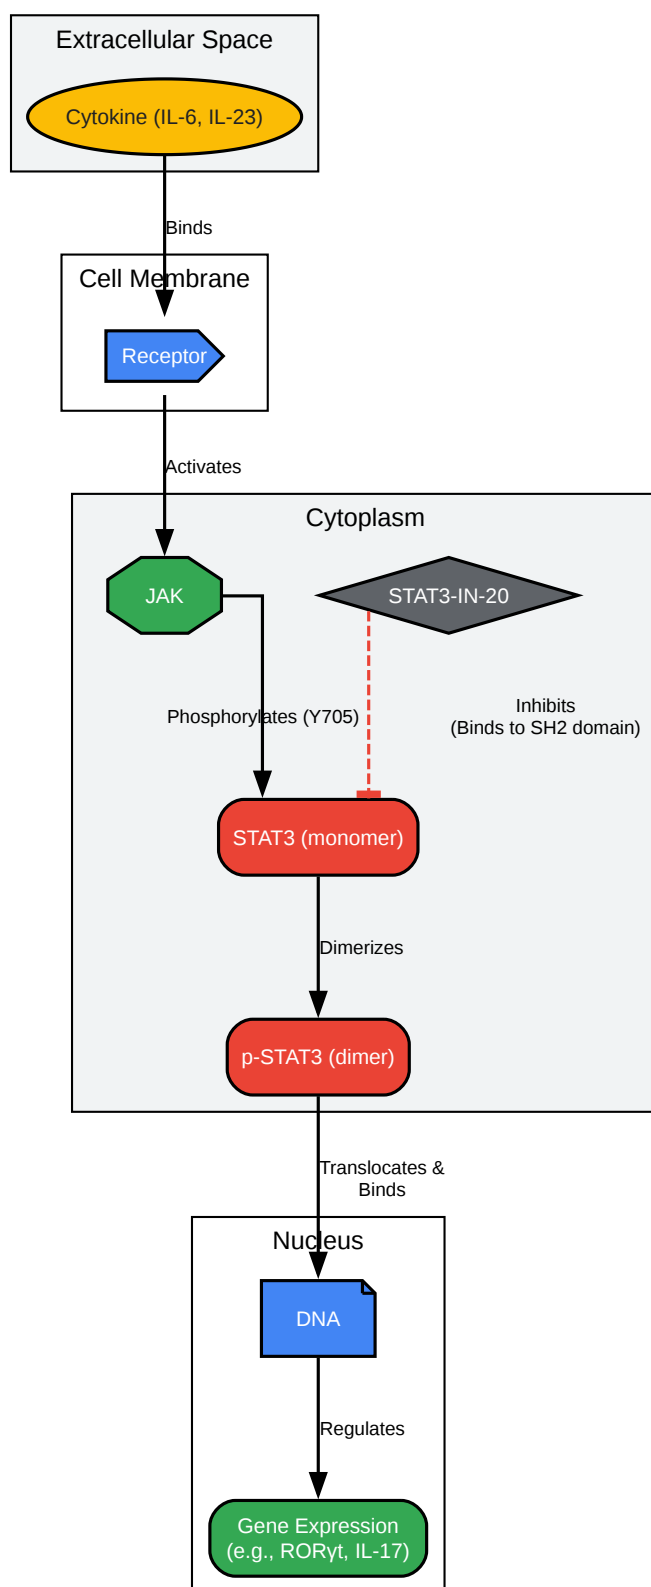 Extracellular Space
Cytokine (IL-6, IL-23)
Binds
Cell Membrane
Receptor
Activates
Cytoplasm
JAK
STAT3-IN-20
Phosphorylates (Y705)
Inhibits
(Binds to SH2 domain)
STAT3 (monomer)
Dimerizes
p-STAT3 (dimer)
Translocates &
Binds
Nucleus
DNA
Regulates
Gene Expression
(e.g., RORγt, IL-17)